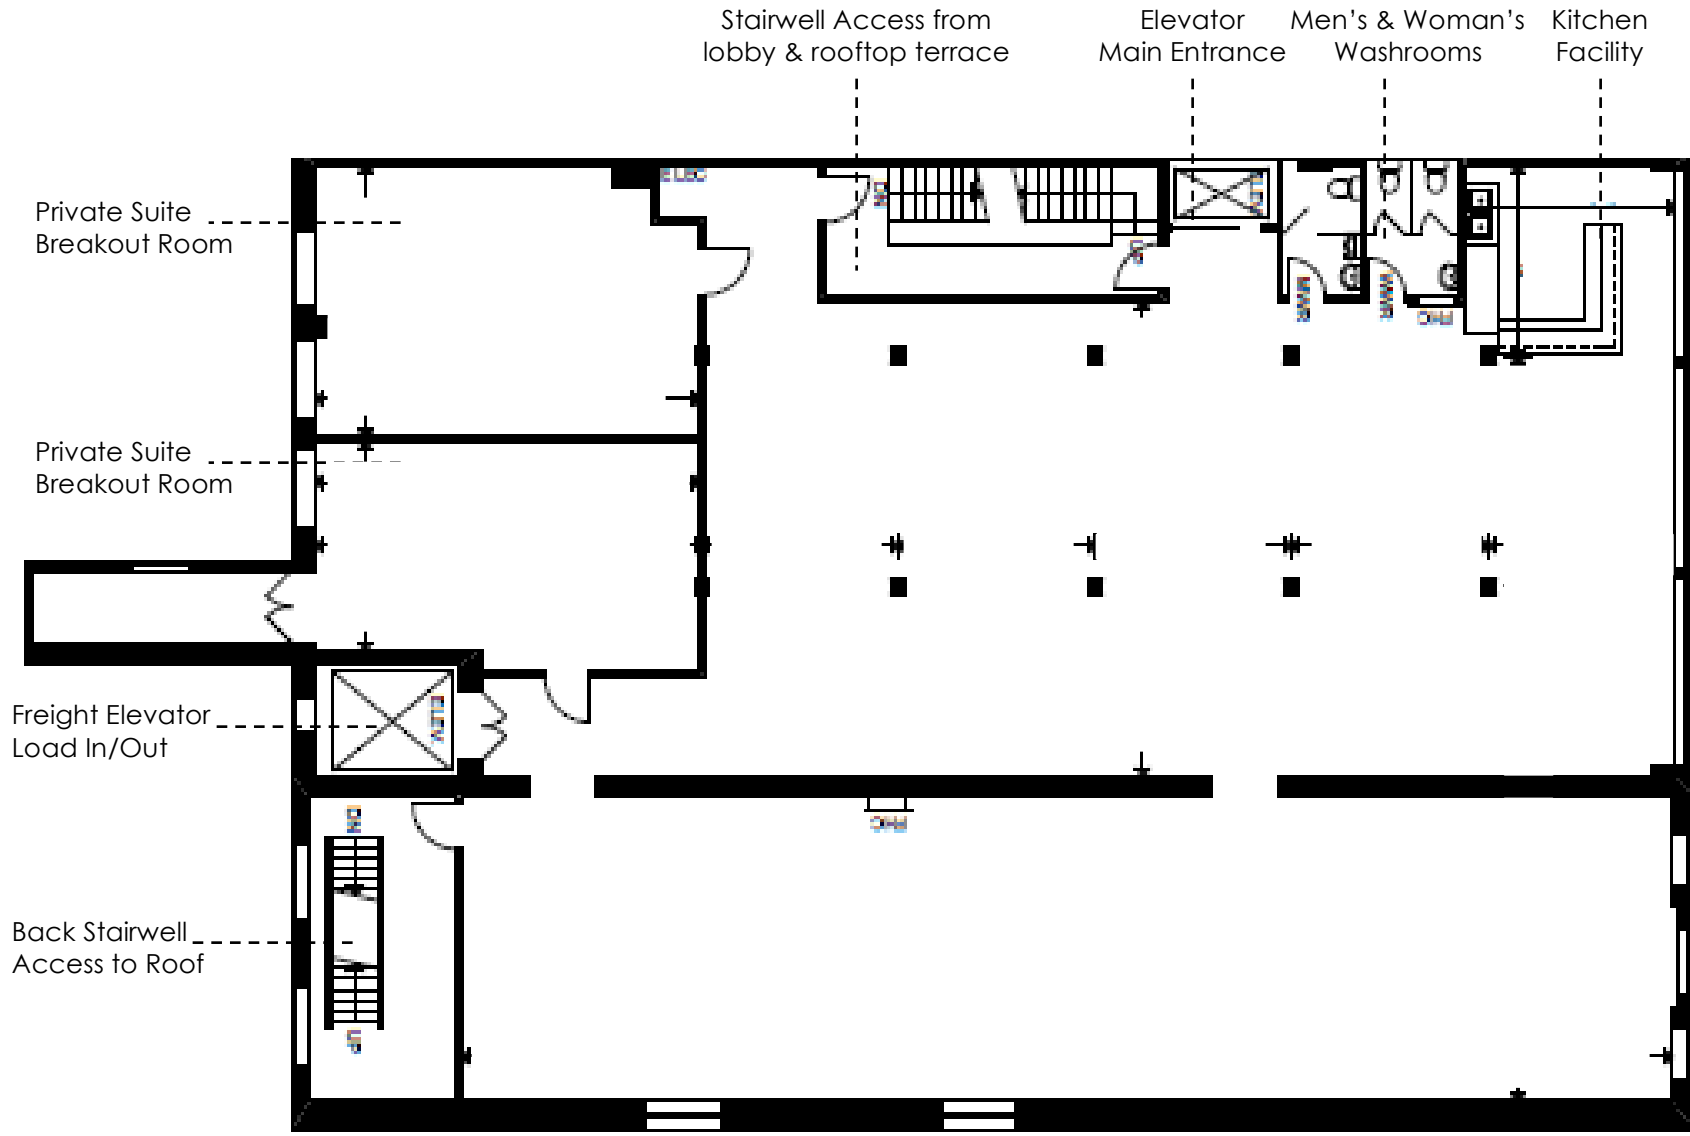 Stairwell Access from
lobby & rooftop terrace
Elevator
Main Entrance
Men’s & Woman’s
Washrooms
Kitchen
Facility
Private Suite
Breakout Room
ELEC
DN
UP
ELEV.
FHC
Private Suite
Breakout Room
Freight Elevator
Load In/Out
ELEV.
DN
FHC
Back Stairwell
Access to Roof
UP